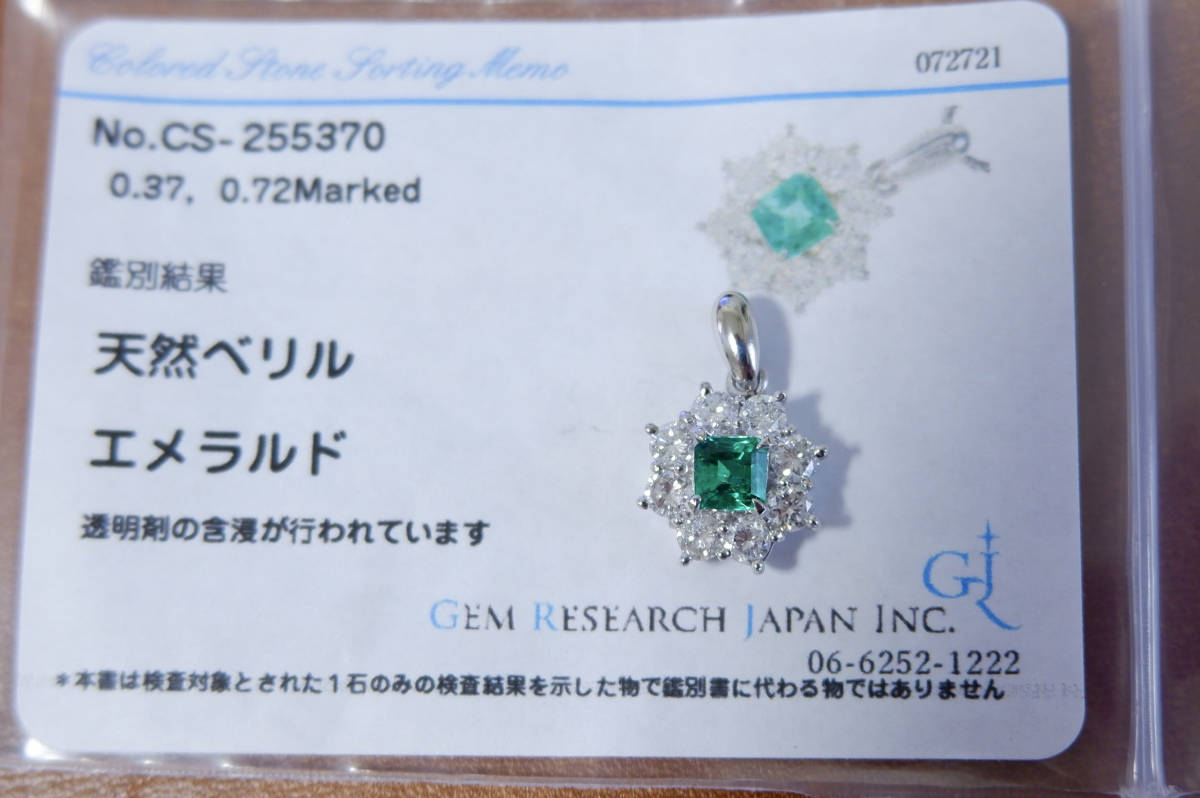 Colored Stone Sorting Memo
072721
No.CS-255370
0.37, 0.72Marked
鑑別結果
天然ベリル
エメラルド
透明剤の含浸が行われています
GJR
GEM RESEARCH JAPAN INC.
06-6252-1222
*本書は検査対象とされた1石のみの検査結果を示した物で鑑別書に代わる物ではありません